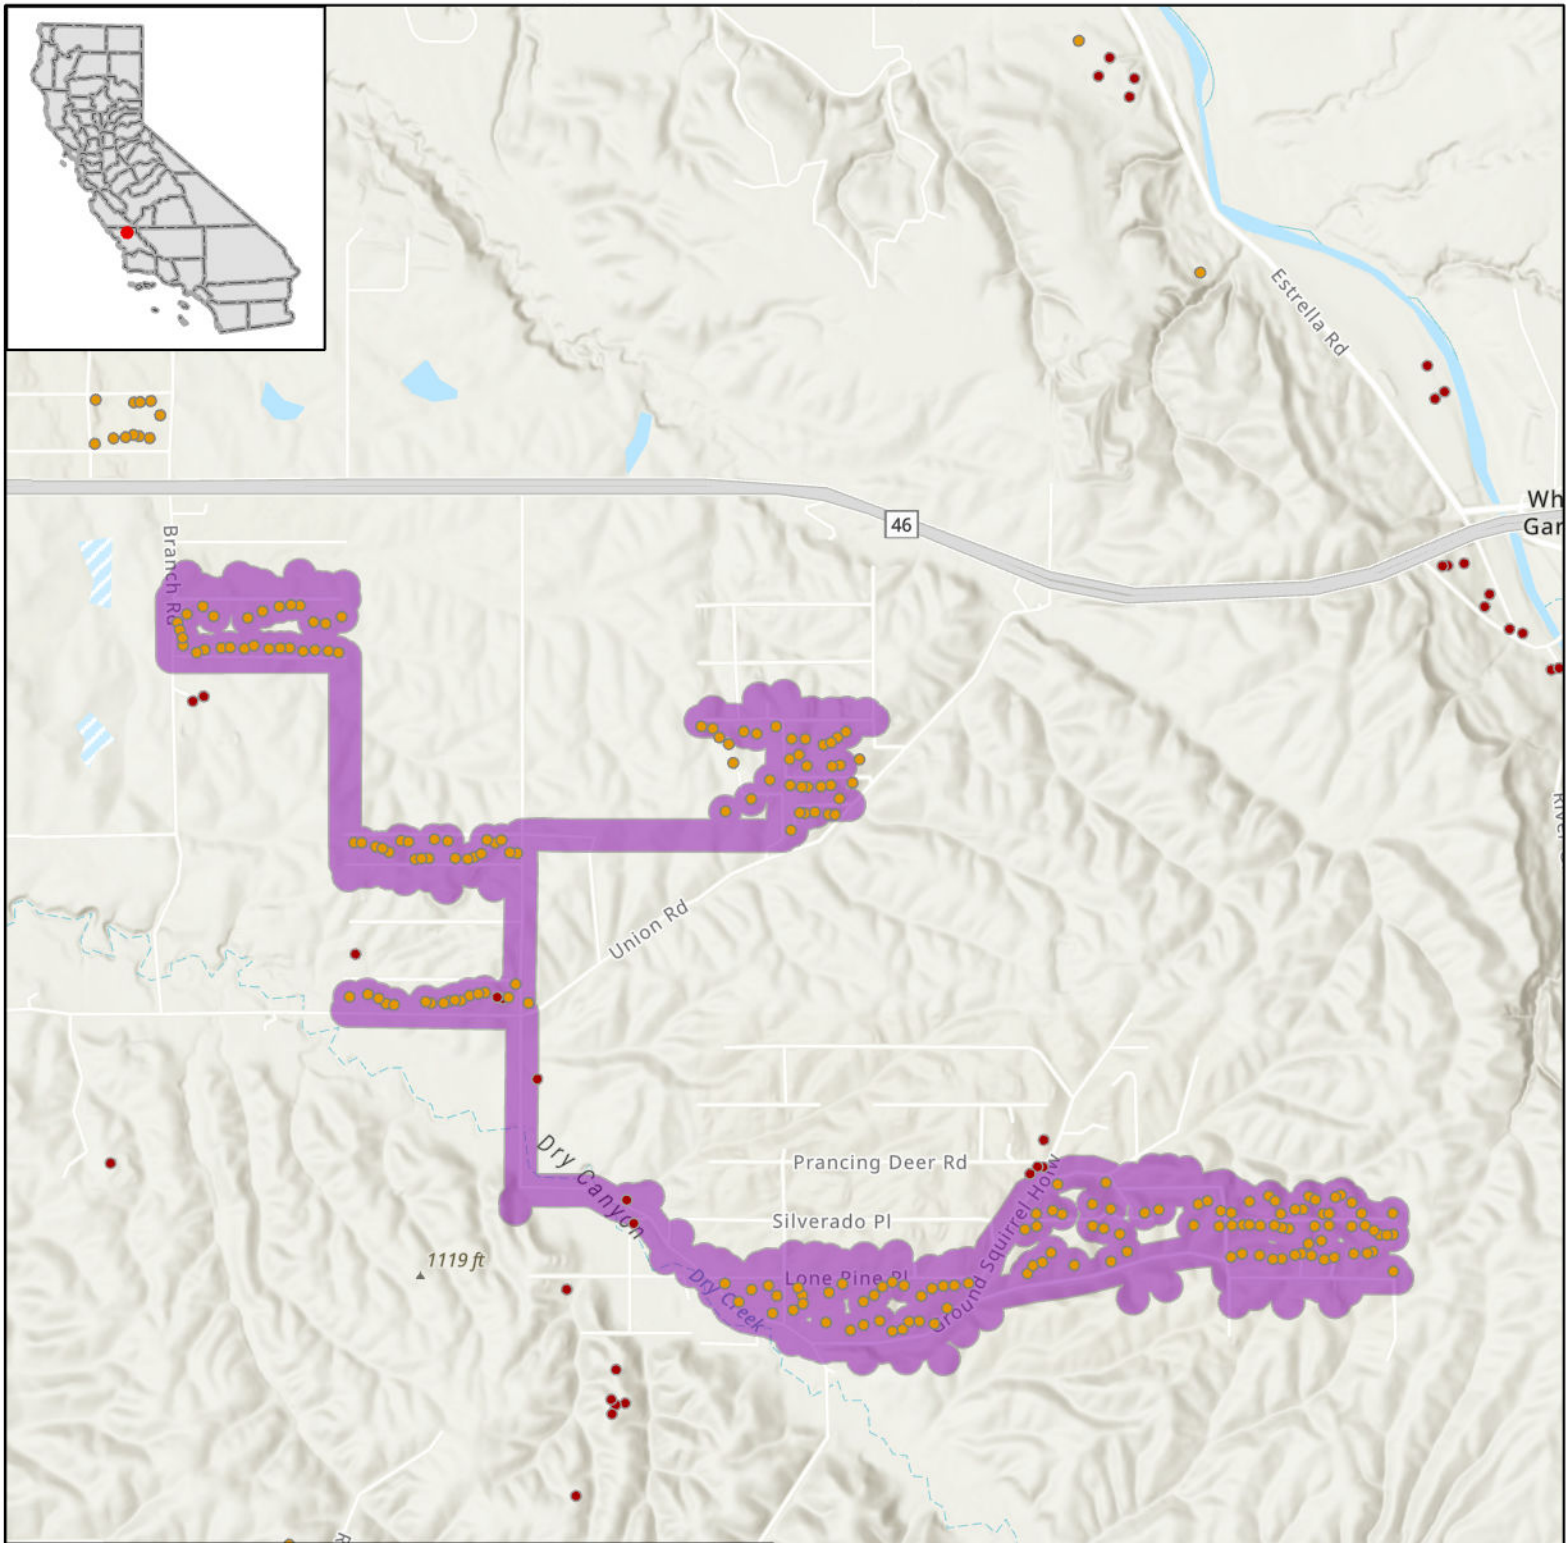 Estrella Rd
Wh
Gar
46
Branch Rd
Union Rd
Dry Canyon
Prancing Deer Rd
Silverado Pl
1119 ft
Lone Pine Pl
Dry Creek
Ground Squirrel Holw